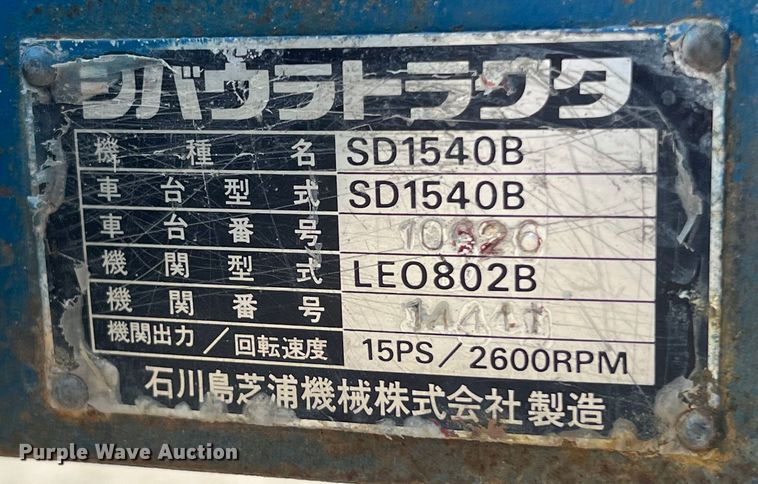 シバウラトラクタ
機種名 SD1540B
車台型式 SD1540B
車台番号
機関型式 LEO802B
機関番号
機関出力/回転速度 15PS/2600RPM
石川島芝浦機械株式会社製造
Purple Wave Auction